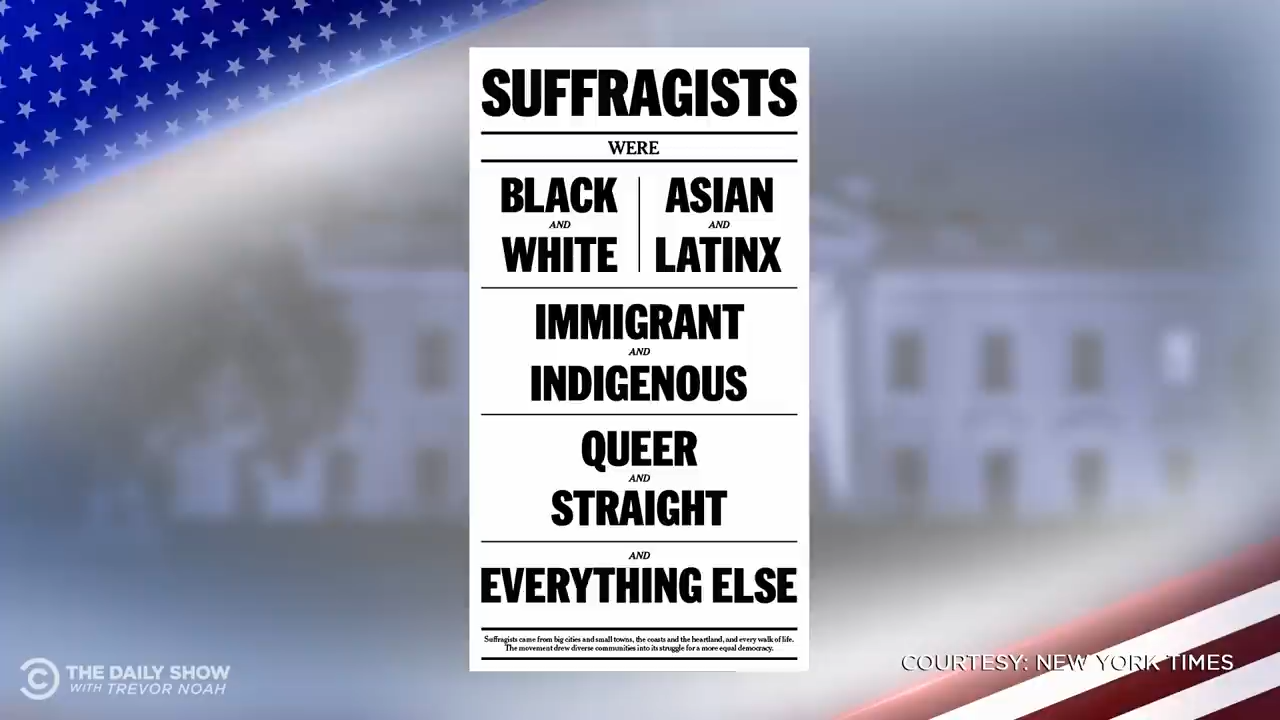 SUFFRAGISTS
WERE
BLACK
AND
WHITE
ASIAN
AND
LATINX
IMMIGRANT
AND
INDIGENOUS
QUEER
AND
STRAIGHT
AND
EVERYTHING ELSE
Suffragists came from big cities and small towns, the coasts and the heartland, and every walk of life.
The movement drew diverse communities into its struggle for a more equal democracy.
THE DAILY SHOW
WITH TREVOR NOAH
COURTESY: NEW YORK TIMES